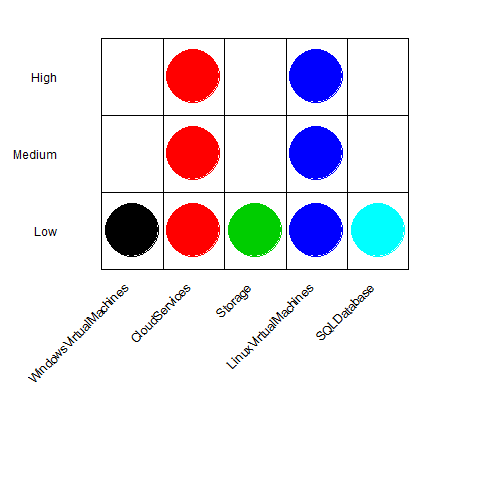 High
Medium
Low
WindowsVirtualMachines
CloudServices
Storage
LinuxVirtualMachines
SQLDatabase